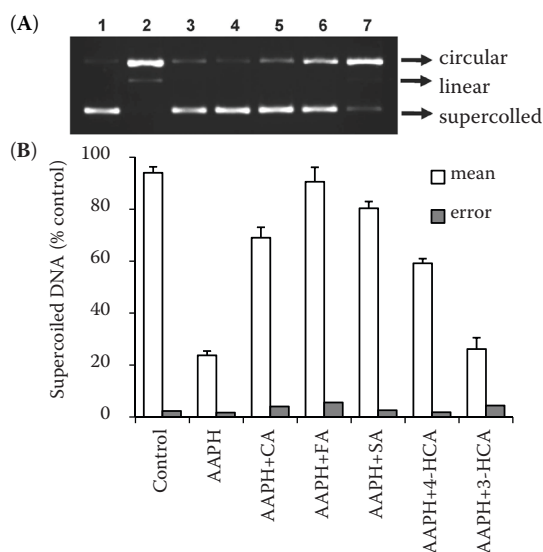 (A)
1 2 3 4 5 6 7
circular
linear
supercolled
(B)
Supercoiled DNA (% control)
100
80
60
40
20
0
mean
error
Control
AAPH
AAPH+CA
AAPH+FA
AAPH+SA
AAPH+4-HCA
AAPH+3-HCA